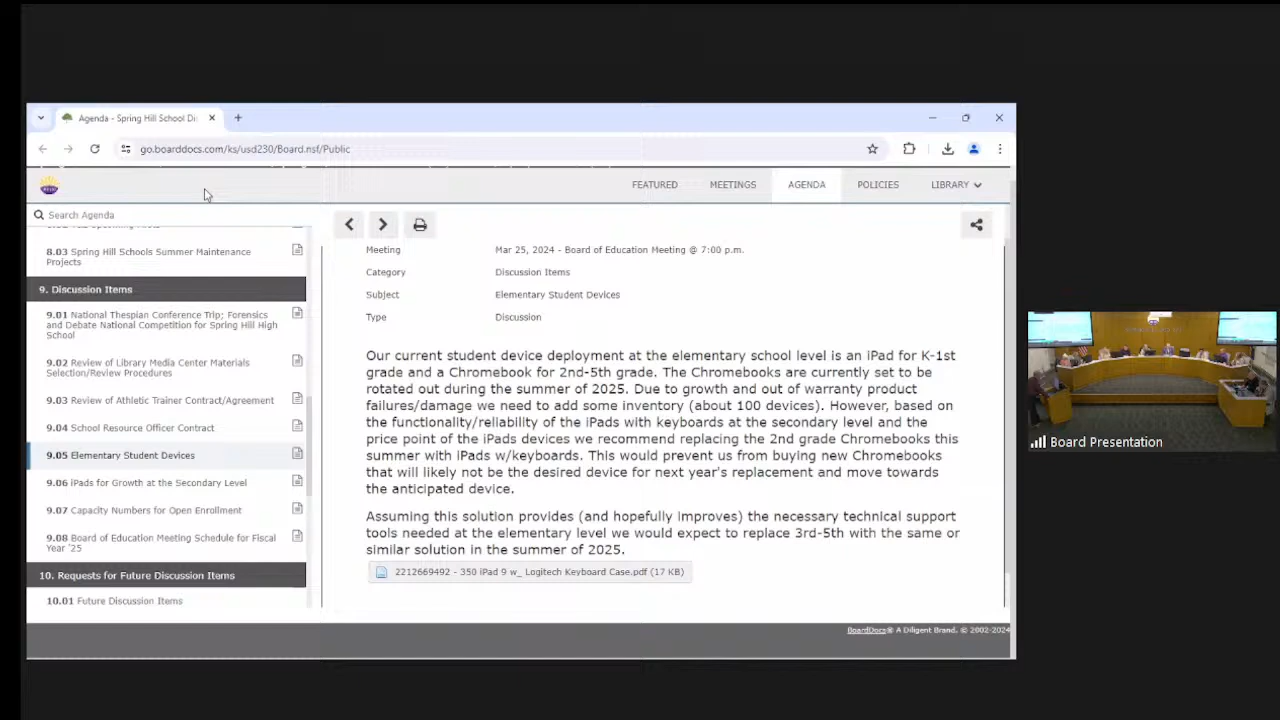 Agenda - Spring Hill School Di
go.boarddocs.com/ks/usd230/Board.nsf/Public
FEATURED MEETINGS AGENDA POLICIES LIBRARY
Search Agenda
8.03 Spring Hill Schools Summer Maintenance
Projects
9. Discussion Items
9.01 National Thespian Conference Trip; Forensics
and Debate National Competition for Spring Hill High
School
9.02 Review of Library Media Center Materials
Selection/Review Procedures
9.03 Review of Athletic Trainer Contract/Agreement
9.04 School Resource Officer Contract
9.05 Elementary Student Devices
9.06 iPads for Growth at the Secondary Level
9.07 Capacity Numbers for Open Enrollment
9.08 Board of Education Meeting Schedule for Fiscal
Year '25
10. Requests for Future Discussion Items
10.01 Future Discussion Items
Meeting Mar 25, 2024 - Board of Education Meeting @ 7:00 p.m.
Category Discussion Items
Subject Elementary Student Devices
Type Discussion
Our current student device deployment at the elementary school level is an iPad for K-1st
grade and a Chromebook for 2nd-5th grade. The Chromebooks are currently set to be
rotated out during the summer of 2025. Due to growth and out of warranty product
failures/damage we need to add some inventory (about 100 devices). However, based on
the functionality/reliability of the iPads with keyboards at the secondary level and the
price point of the iPads devices we recommend replacing the 2nd grade Chromebooks this
summer with iPads w/keyboards. This would prevent us from buying new Chromebooks
that will likely not be the desired device for next year's replacement and move towards
the anticipated device.
Assuming this solution provides (and hopefully improves) the necessary technical support
tools needed at the elementary level we would expect to replace 3rd-5th with the same or
similar solution in the summer of 2025.
2212669492 - 350 iPad 9 w_ Logitech Keyboard Case.pdf (17 KB)
BoardDocs® A Diligent Brand. © 2002-2024
Board Presentation